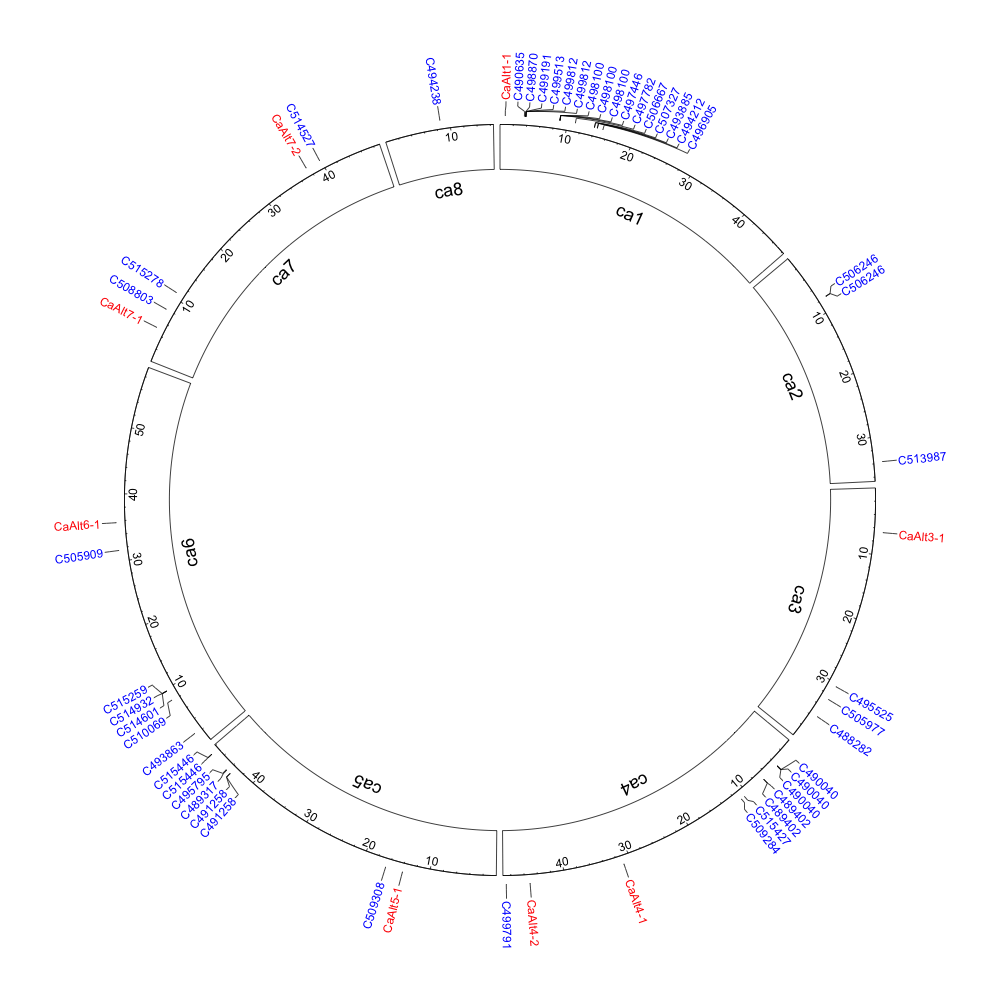 CaAlt1-1
C490635
C498870
C499191
C499513
C499812
C499812
C498100
C498100
C498100
C497446
C497782
C506667
C507327
C493885
C494212
C496905
10
20
30
40
ca1
C506246
C506246
10
20
30
C513987
ca2
CaAlt3-1
10
20
30
ca3
C495525
C505977
C488282
C490040
C490040
C490040
C489402
C489402
C515427
C509284
10
20
30
40
ca4
CaAlt4-1
CaAlt4-2
C499791
CaAlt5-1
C509308
10
20
30
40
ca5
C491258
C491258
C489317
C495795
C515446
C515446
C493863
C510069
C514601
C514932
C515259
10
20
30
40
50
ca6
C505909
CaAlt6-1
CaAlt7-1
C508803
C515278
10
20
30
40
ca7
CaAlt7-2
C514527
C494238
10
ca8